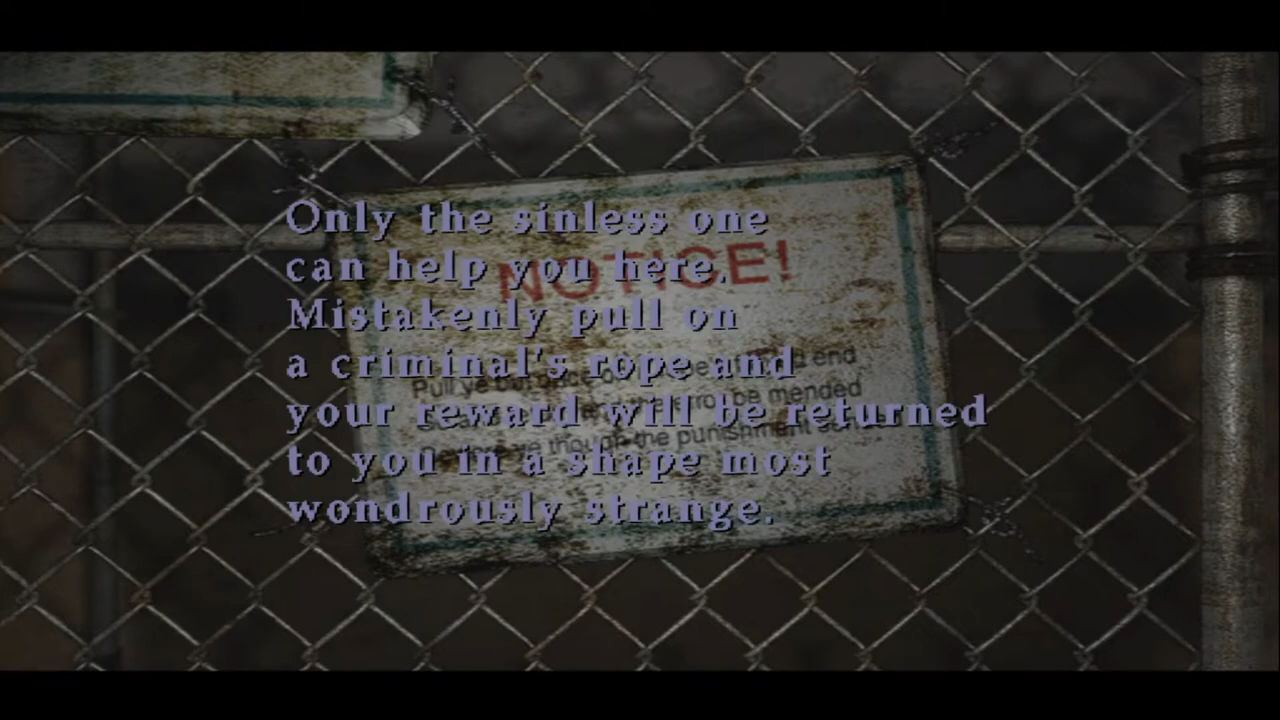 Only the sinless one
can help you here.
Mistakenly pull on
a criminal's rope and
your reward will be returned
to you in a shape most
wondrously strange.
NOTICE!
Pull ye but once end
be mended
though the punishment